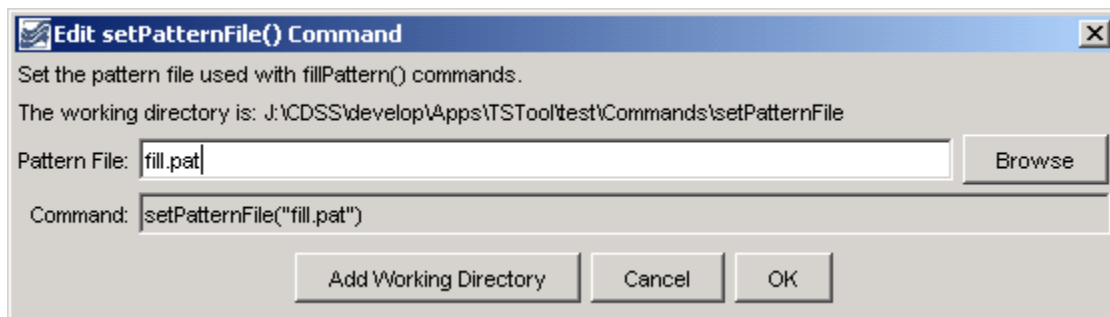 Edit setPatternFile() Command
Set the pattern file used with fillPattern() commands.
The working directory is: J:\CDSS\develop\Apps\TSTool\test\Commands\setPatternFile
Pattern File: fill.pat Browse
Command: setPatternFile("fill.pat")
Add Working Directory Cancel OK